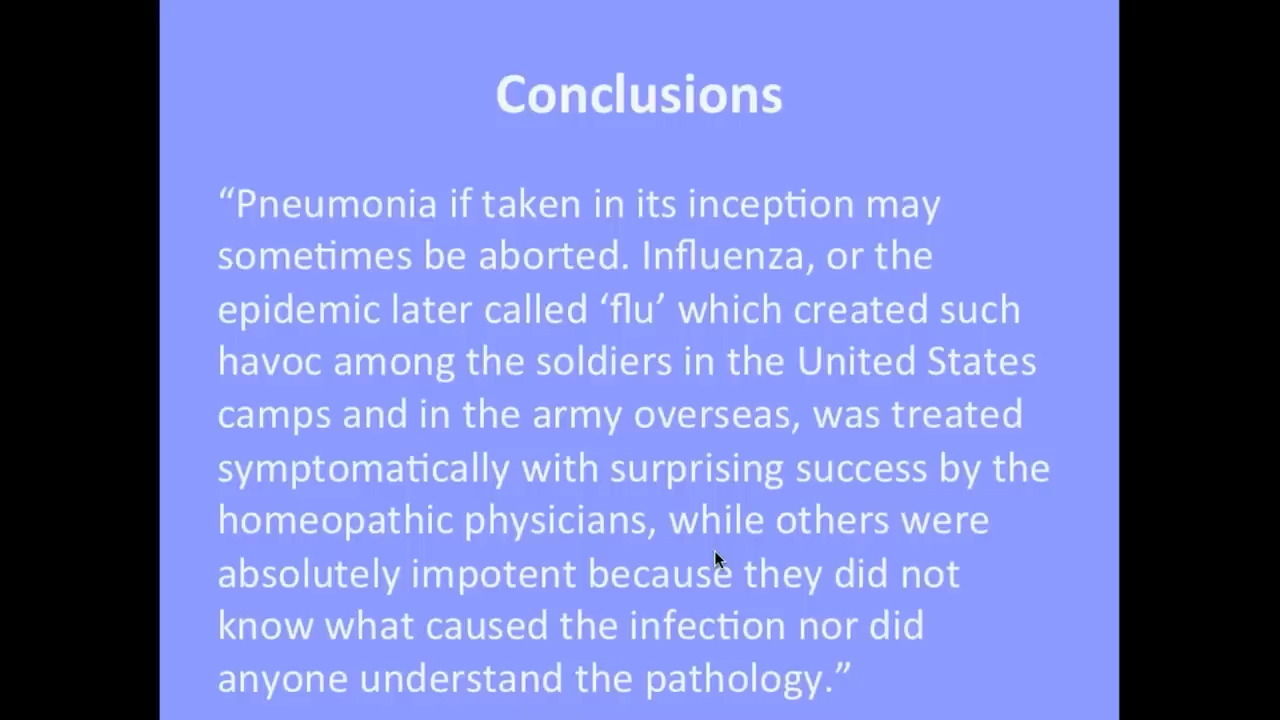 Conclusions
“Pneumonia if taken in its inception may
sometimes be aborted. Influenza, or the
epidemic later called ‘flu’ which created such
havoc among the soldiers in the United States
camps and in the army overseas, was treated
symptomatically with surprising success by the
homeopathic physicians, while others were
absolutely impotent because they did not
know what caused the infection nor did
anyone understand the pathology.”